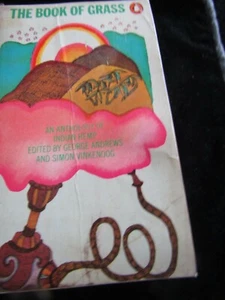 THE BOOK OF GRASS
AN ANTHOLOGY OF
INDIAN HEMP
EDITED BY GEORGE ANDREWS
AND SIMON VINKENOOG